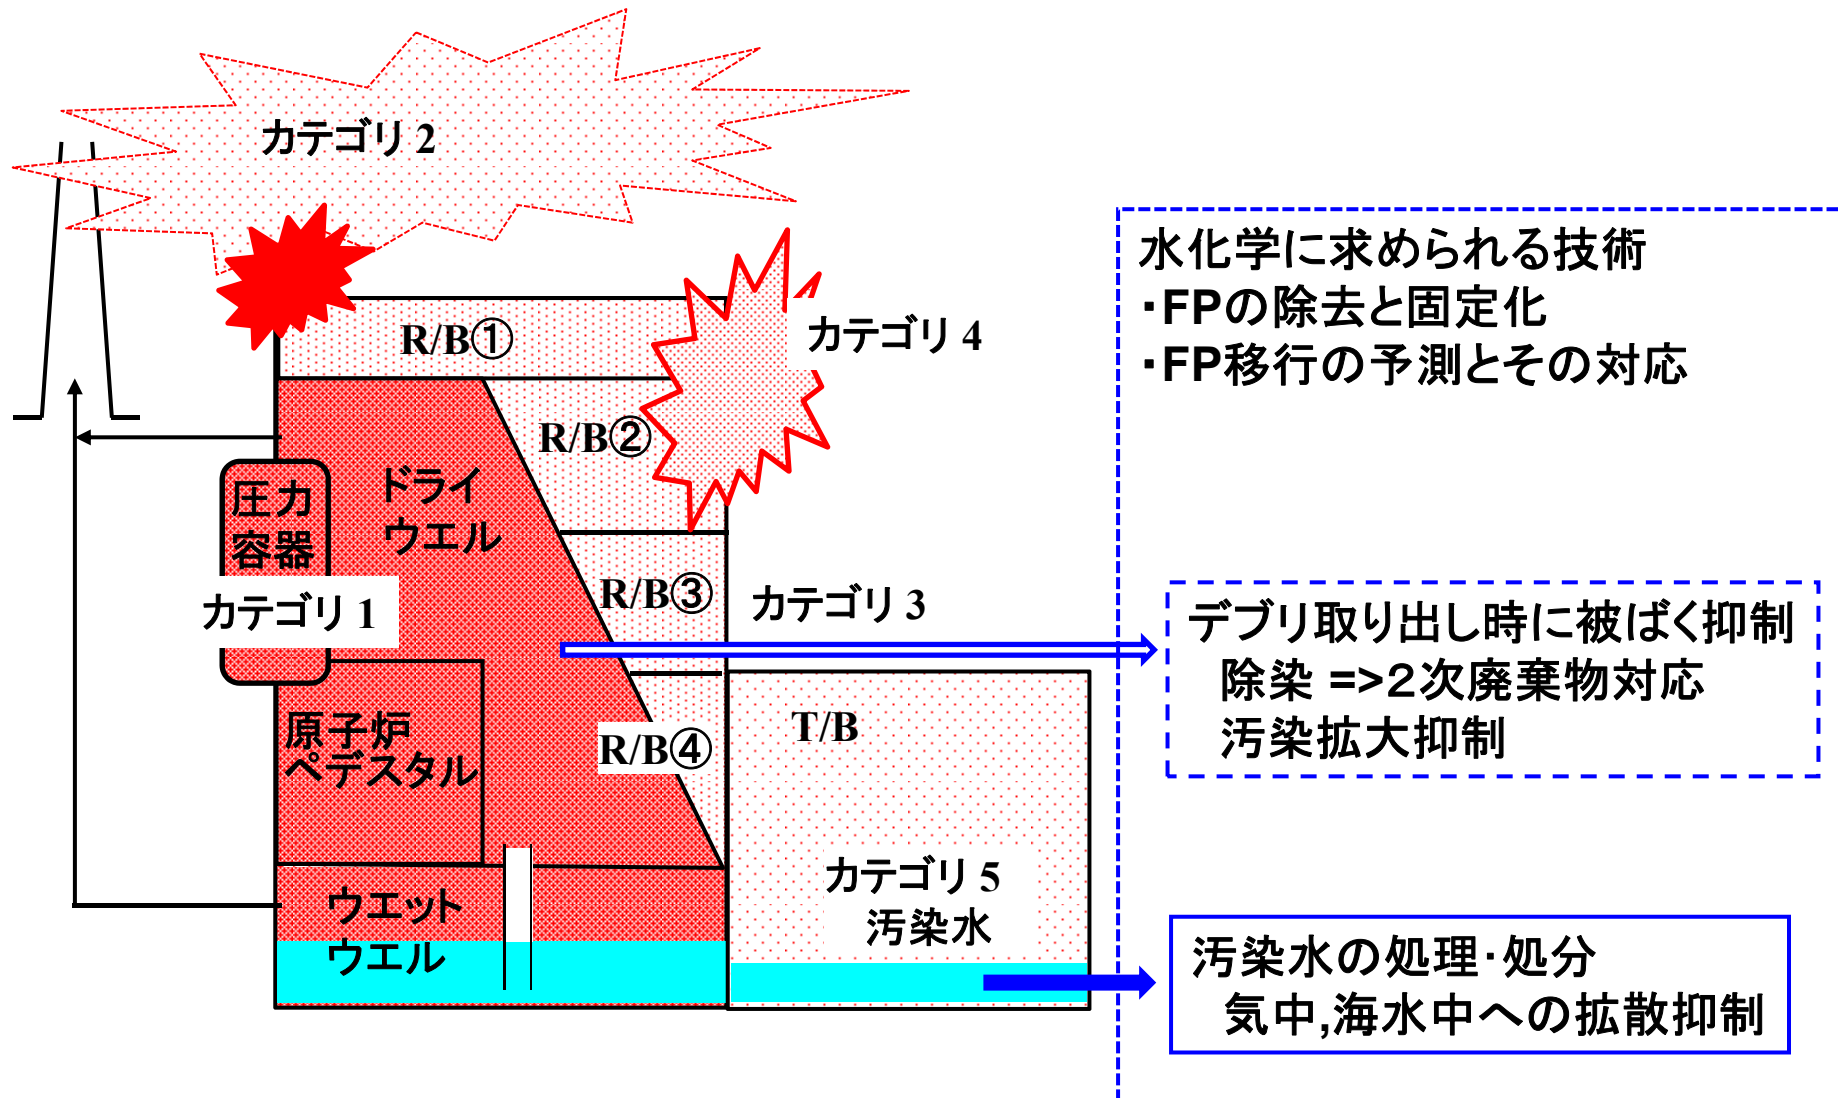 カテゴリ 2
R/B①
カテゴリ 4
R/B②
ドライ
ウエル
圧力
容器
カテゴリ 1
R/B③
カテゴリ 3
原子炉
ペデスタル
R/B④
T/B
ウエット
ウエル
カテゴリ 5
汚染水
水化学に求められる技術
・FPの除去と固定化
・FP移行の予測とその対応
デブリ取り出し時に被ばく抑制
除染 =>2次廃棄物対応
汚染拡大抑制
汚染水の処理・処分
気中,海水中への拡散抑制